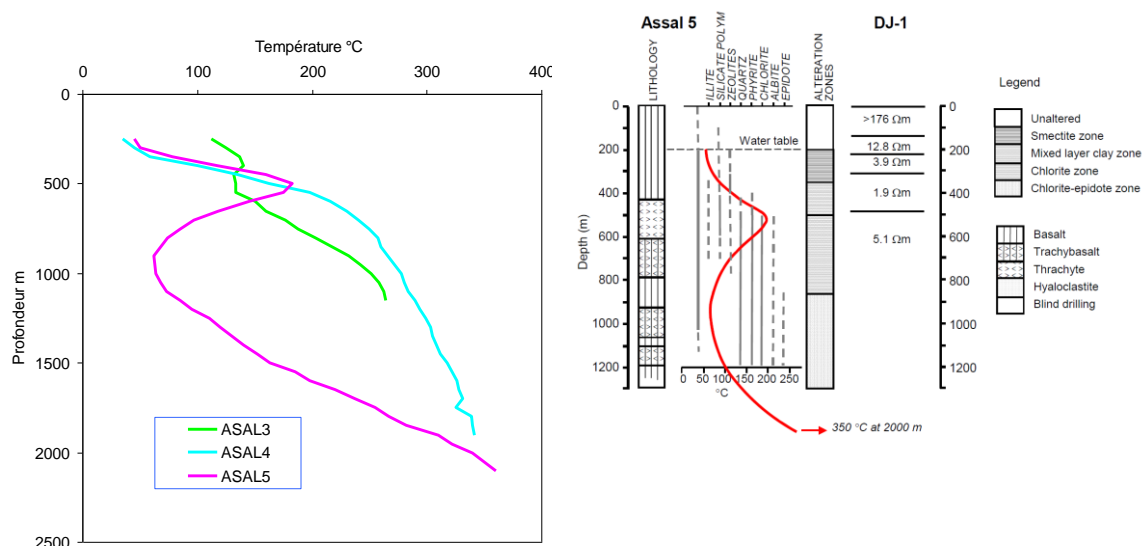 Température °C
0 100 200 300 400
0
500
1000
1500
2000
2500
Profondeur m
ASAL3
ASAL4
ASAL5
Assal 5
DJ-1
LITHOLOGY
ILLITE
SILICATE POLYM
ZEOLITES
QUARTZ
PHYRITE
CHLORITE
ALBITE
EPIDOTE
ALTERATION
ZONES
Depth (m)
0
200
400
600
800
1000
1200
Water table
0 50 100 150 200 250
°C
350 °C at 2000 m
>176 Ωm
12.8 Ωm
3.9 Ωm
1.9 Ωm
5.1 Ωm
0
200
400
600
800
1000
1200
Legend
Unaltered
Smectite zone
Mixed layer clay zone
Chlorite zone
Chlorite-epidote zone
Basalt
Trachybasalt
Thrachyte
Hyaloclastite
Blind drilling